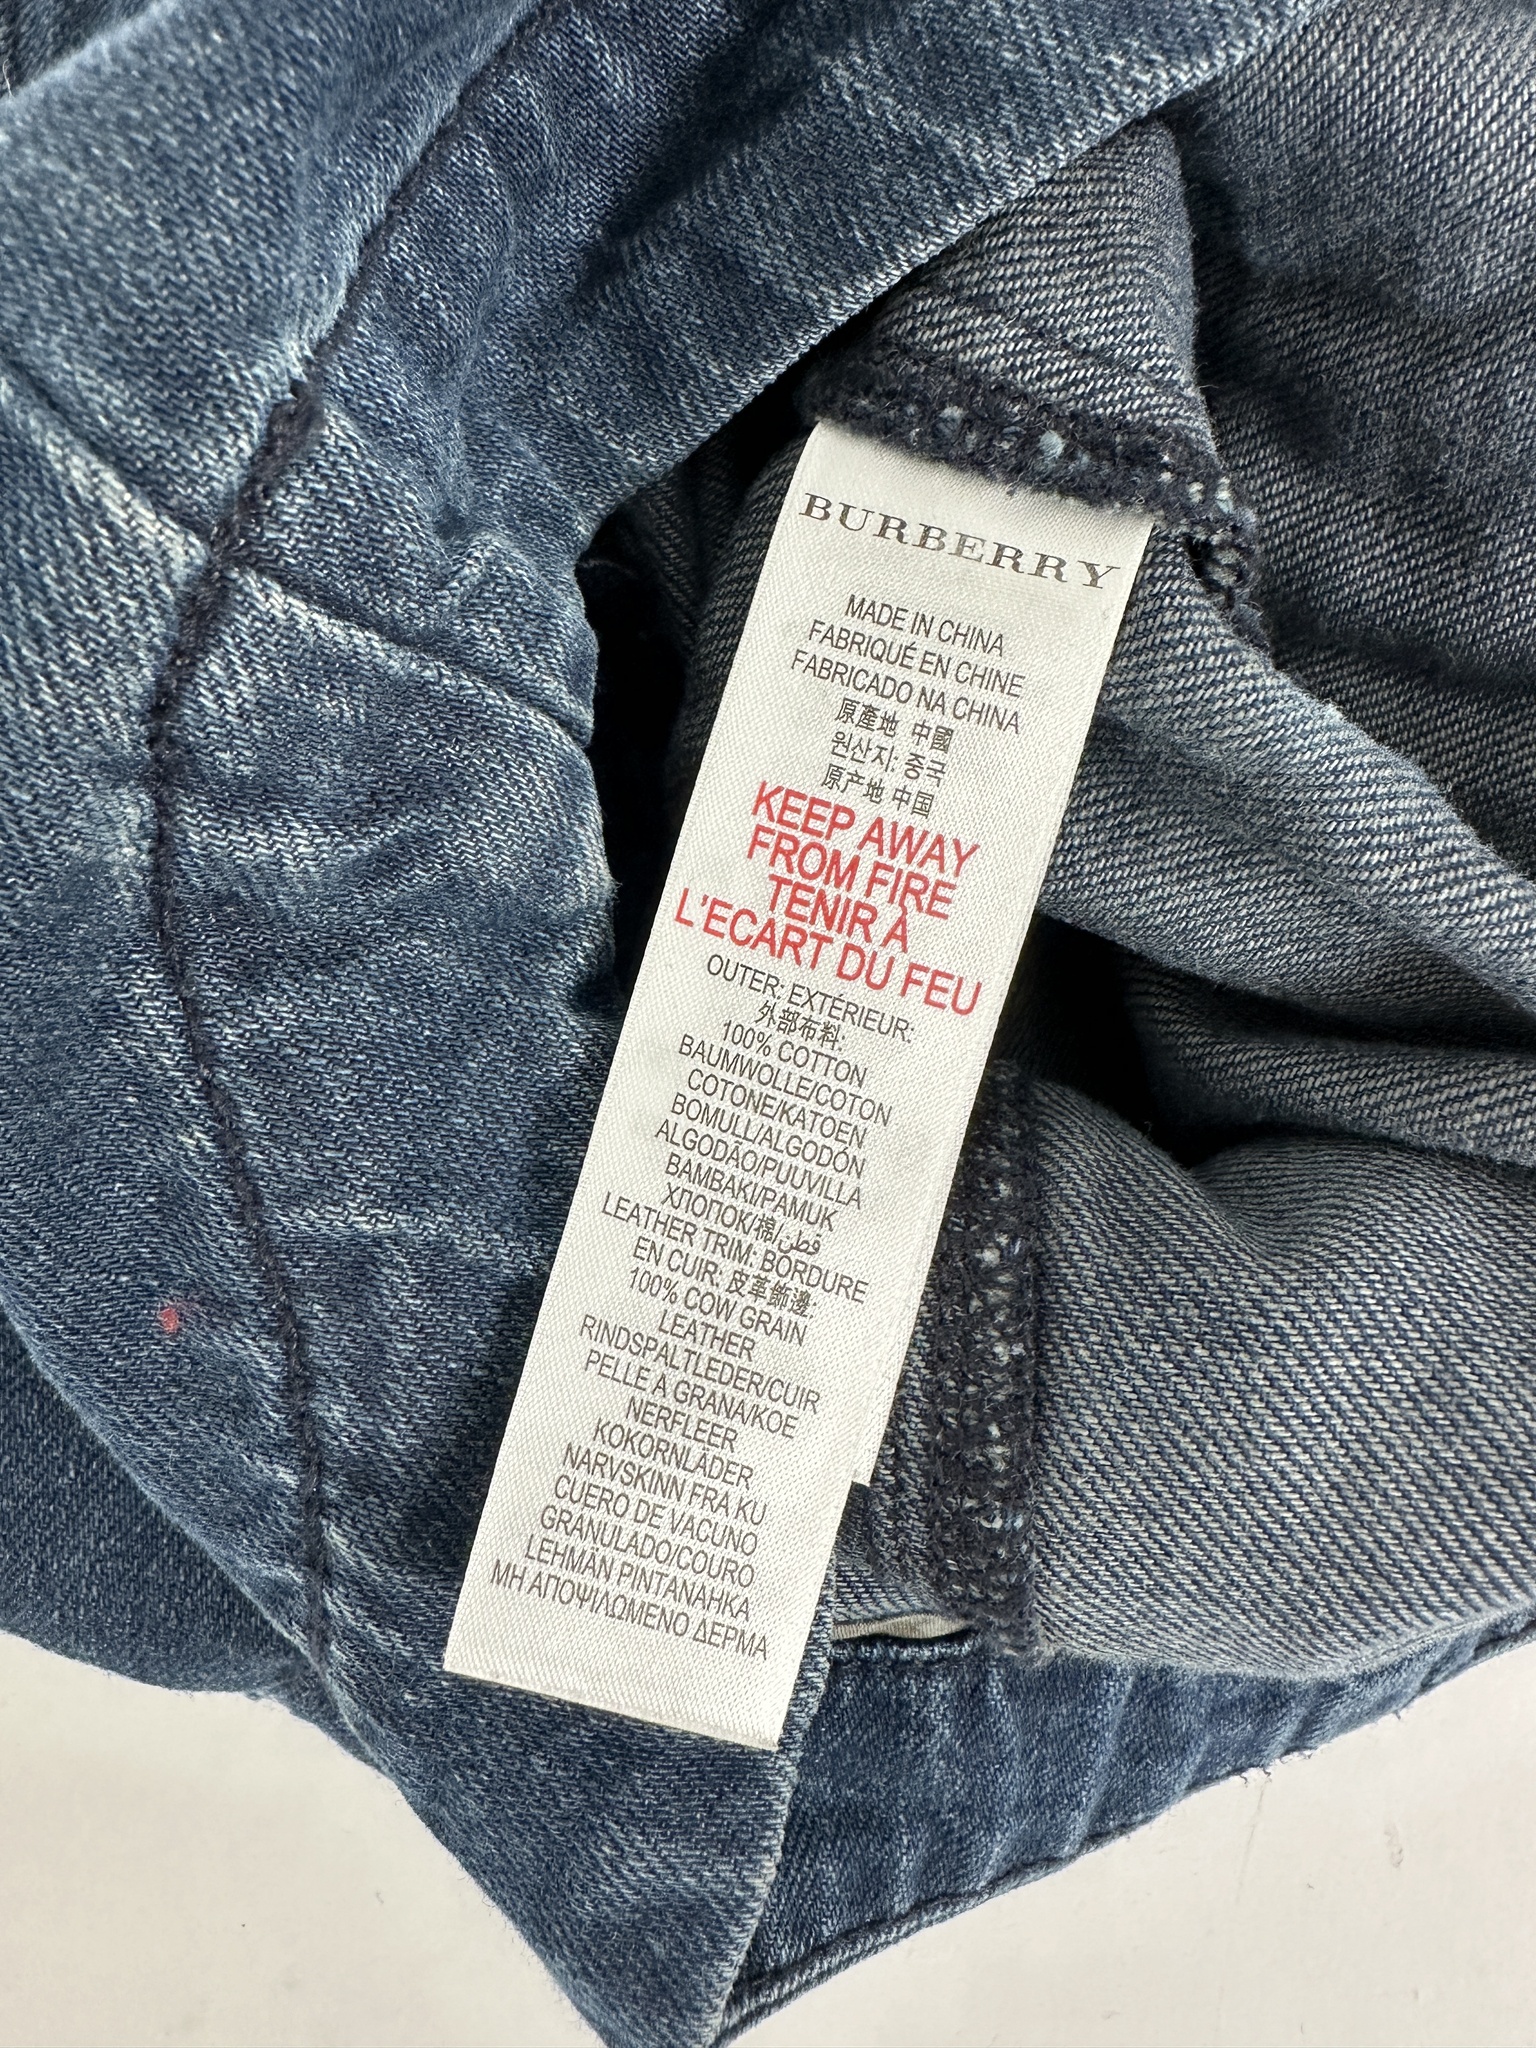 BURBERRY
MADE IN CHINA
FABRIQUÉ EN CHINE
FABRICADO NA CHINA
原產地 中國
원산지: 중국
原产地 中国
KEEP AWAY
FROM FIRE
TENIR À
L'ECART DU FEU
OUTER: EXTÉRIEUR:
外部布料:
100% COTTON
BAUMWOLLE/COTON
COTONE/KATOEN
BOMULL/ALGODÓN
ALGODÃO/PUUVILLA
BAMBAKI/PAMUK
ХЛОПОК/棉/قطن
LEATHER TRIM: BORDURE
EN CUIR: 皮革飾邊:
100% COW GRAIN
LEATHER
RINDSPALTLEDER/CUIR
PELLE A GRANA/KOE
NERFLEER
KOKORNLÄDER
NARVSKINN FRA KU
CUERO DE VACUNO
GRANULADO/COURO
LEHMÄN PINTANAHKA
ΜΗ ΑΠΟΨΙΛΩΜΕΝΟ ΔΕΡΜΑ